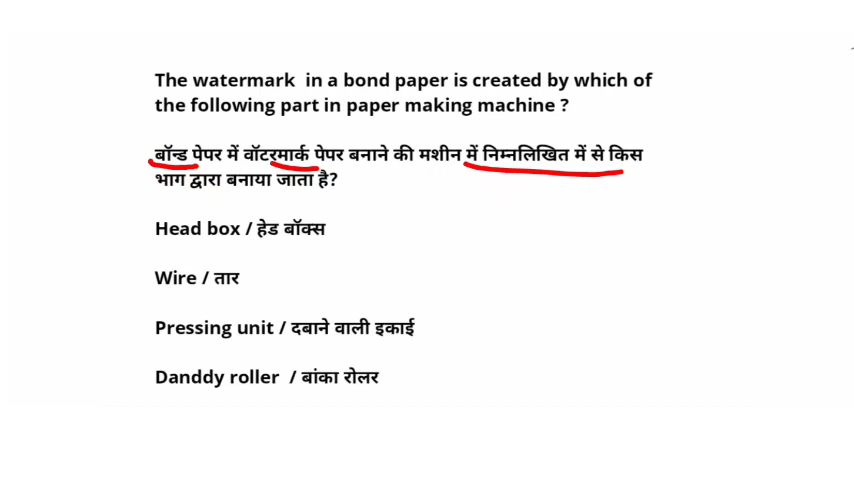 The watermark in a bond paper is created by which of
the following part in paper making machine ?
बॉन्ड पेपर में वॉटरमार्क पेपर बनाने की मशीन में निम्नलिखित में से किस
भाग द्वारा बनाया जाता है?
Head box / हेड बॉक्स
Wire / तार
Pressing unit / दबाने वाली इकाई
Danddy roller / बांका रोलर